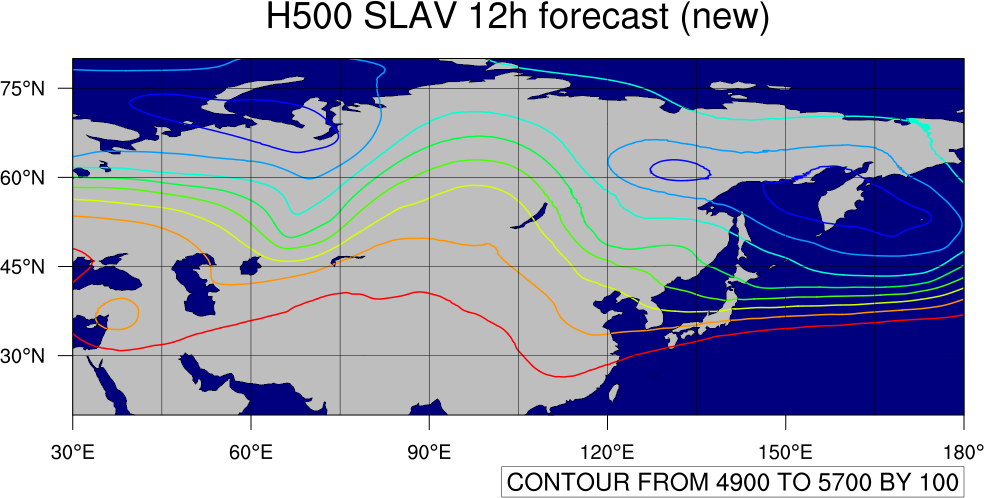 H500 SLAV 12h forecast (new)
75°N
60°N
45°N
30°N
30°E 60°E 90°E 120°E 150°E 180°
CONTOUR FROM 4900 TO 5700 BY 100